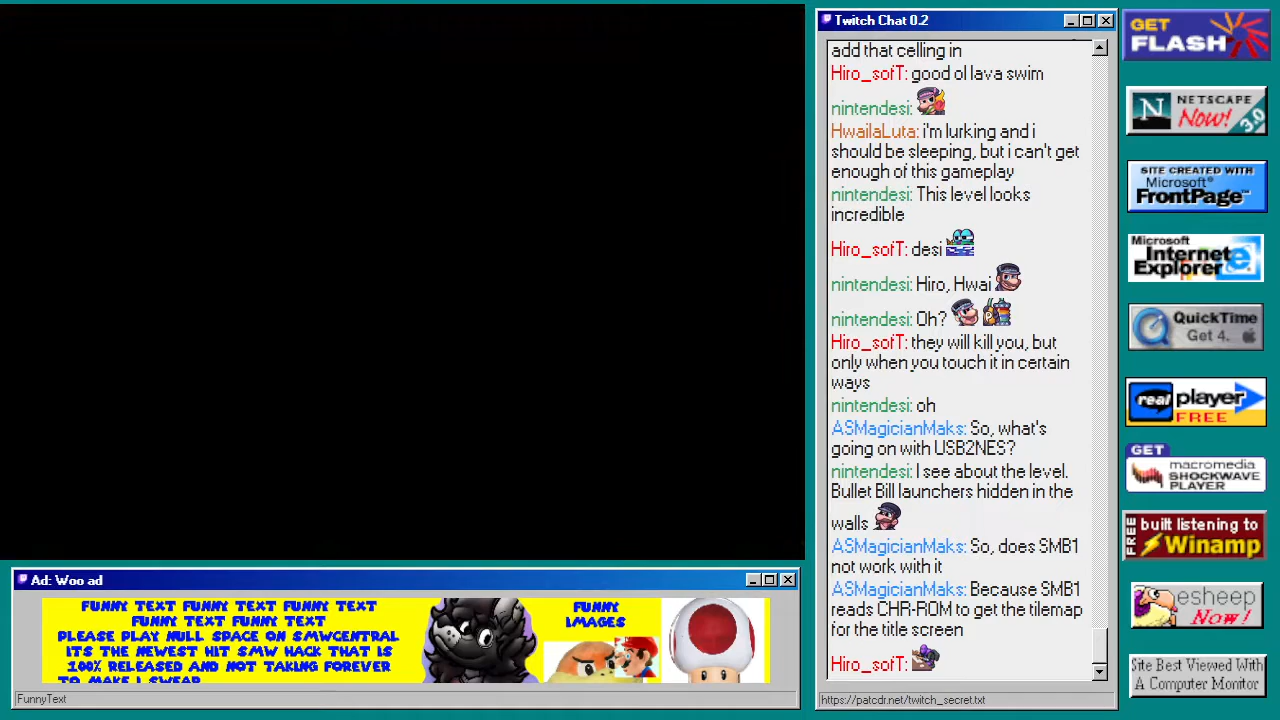 Twitch Chat 0.2
add that celling in
Hiro_sofT: good ol lava swim
nintendesi:
HwailaLuta: i'm lurking and i
should be sleeping, but i can't get
enough of this gameplay
nintendesi: This level looks
incredible
Hiro_sofT: desi
nintendesi: Hiro, Hwai
nintendesi: Oh?
Hiro_sofT: they will kill you, but
only when you touch it in certain
ways
nintendesi: oh
ASMagicianMaks: So, what's
going on with USB2NES?
nintendesi: I see about the level.
Bullet Bill launchers hidden in the
walls
ASMagicianMaks: So, does SMB1
not work with it
ASMagicianMaks: Because SMB1
reads CHR-ROM to get the tilemap
for the title screen
Hiro_sofT:
https://patcdr.net/twitch_secret.txt
GET
FLASH
NETSCAPE
N Now! 3.0
SITE CREATED WITH
Microsoft®
FrontPage™
Microsoft
Internet
Explorer
QuickTime
Get 4.
real player
FREE
GET
macromedia
SHOCKWAVE
PLAYER
FREE
built listening to
Winamp
esheep
Now!
Site Best Viewed With
A Computer Monitor
Ad: Woo ad
FUNNY TEXT FUNNY TEXT FUNNY TEXT
FUNNY TEXT FUNNY TEXT
PLEASE PLAY NULL SPACE ON SMWCENTRAL
ITS THE NEWEST HIT SMW HACK THAT IS
100% RELEASED AND NOT TAKING FOREVER
TO MAKE I SWEAR
FUNNY
IMAGES
FunnyText